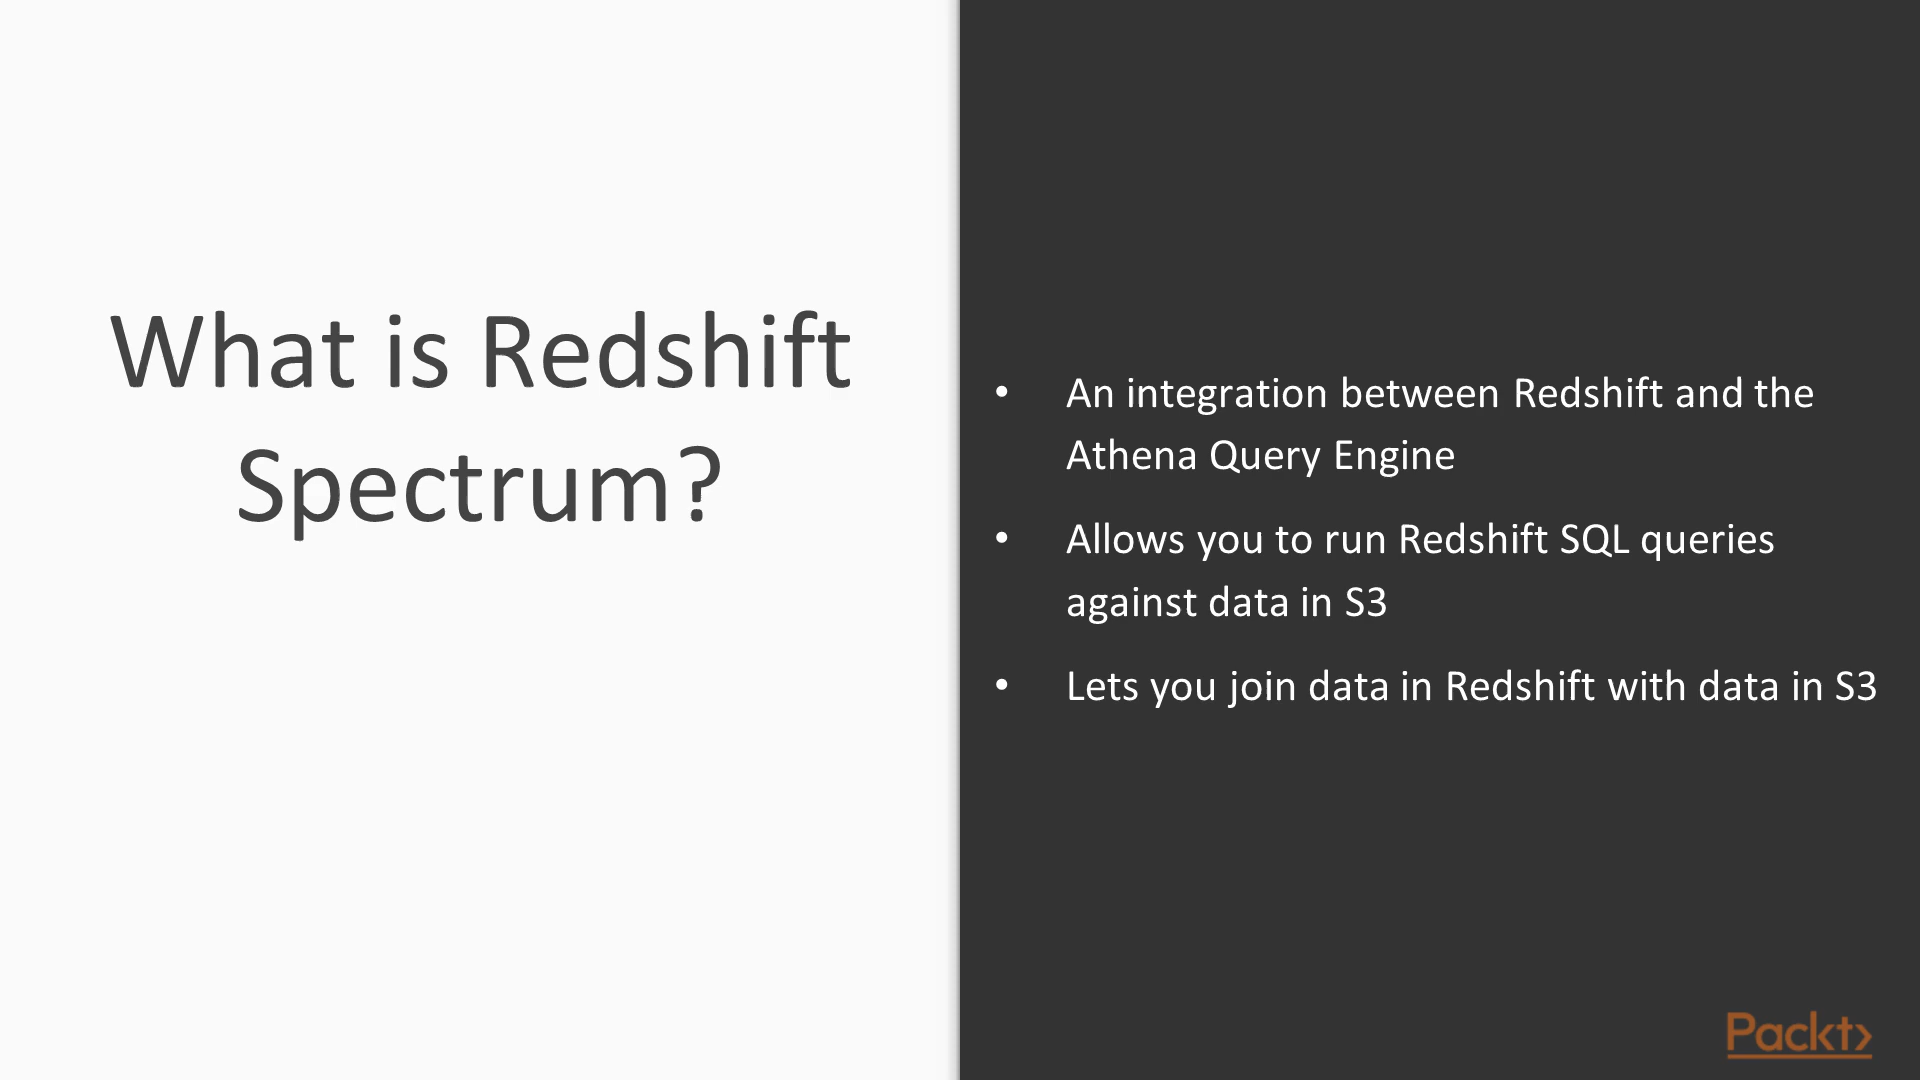 What is Redshift
Spectrum?
• An integration between Redshift and the
Athena Query Engine
• Allows you to run Redshift SQL queries
against data in S3
• Lets you join data in Redshift with data in S3
Packt>